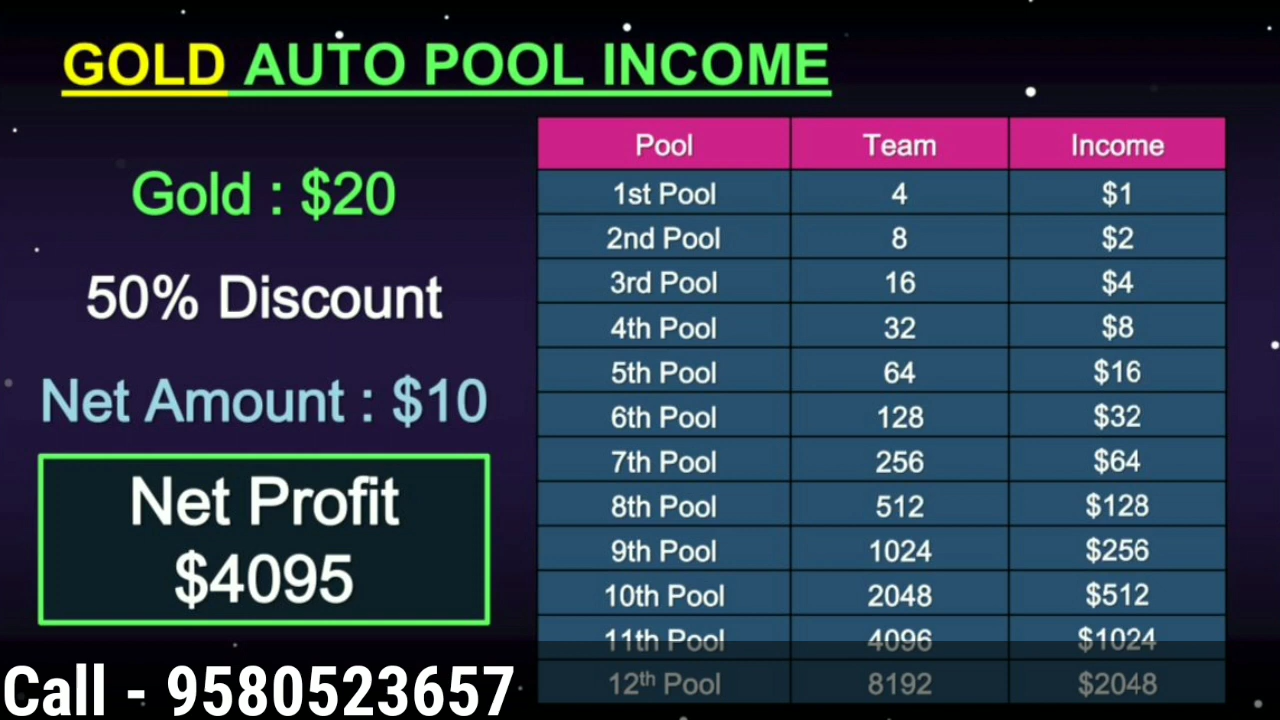 GOLD AUTO POOL INCOME
Gold : $20
50% Discount
Net Amount : $10
Net Profit
$4095
Pool Team Income
1st Pool 4 $1
2nd Pool 8 $2
3rd Pool 16 $4
4th Pool 32 $8
5th Pool 64 $16
6th Pool 128 $32
7th Pool 256 $64
8th Pool 512 $128
9th Pool 1024 $256
10th Pool 2048 $512
11th Pool 4096 $1024
12th Pool 8192 $2048
Call - 9580523657